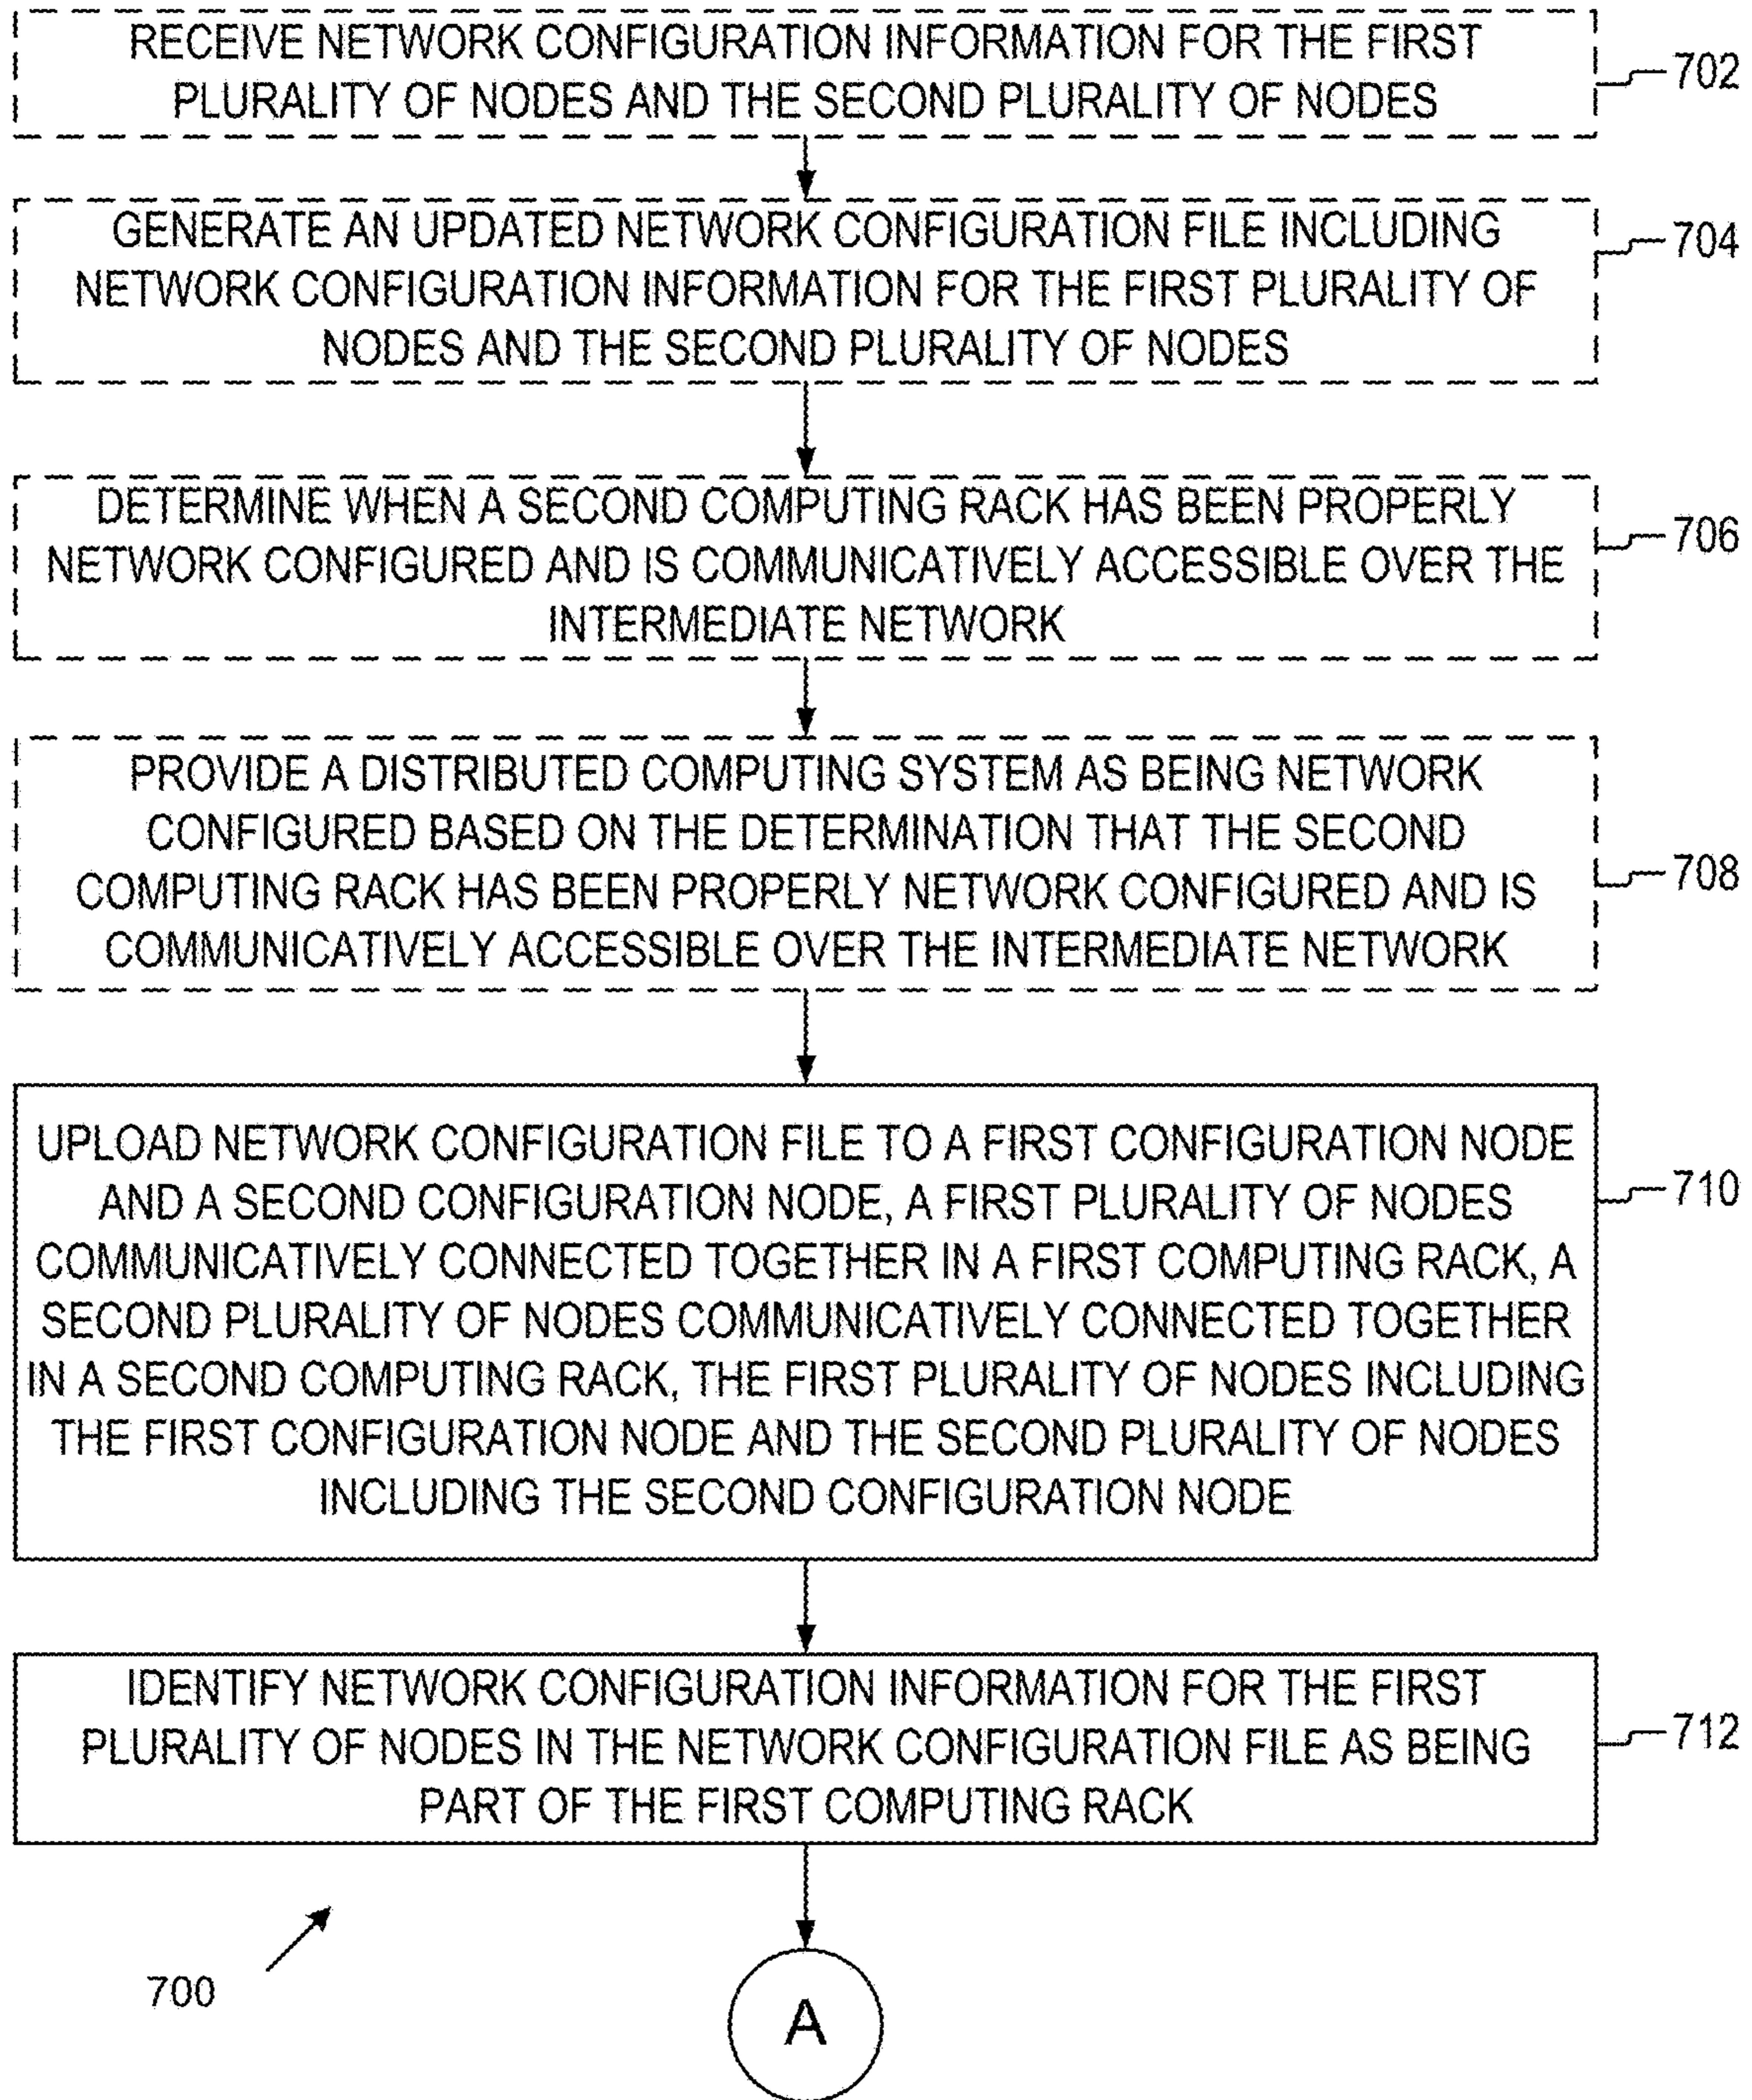 RECEIVE NETWORK CONFIGURATION INFORMATION FOR THE FIRST
PLURALITY OF NODES AND THE SECOND PLURALITY OF NODES
702
GENERATE AN UPDATED NETWORK CONFIGURATION FILE INCLUDING
NETWORK CONFIGURATION INFORMATION FOR THE FIRST PLURALITY OF
NODES AND THE SECOND PLURALITY OF NODES
704
DETERMINE WHEN A SECOND COMPUTING RACK HAS BEEN PROPERLY
NETWORK CONFIGURED AND IS COMMUNICATIVELY ACCESSIBLE OVER THE
INTERMEDIATE NETWORK
706
PROVIDE A DISTRIBUTED COMPUTING SYSTEM AS BEING NETWORK
CONFIGURED BASED ON THE DETERMINATION THAT THE SECOND
COMPUTING RACK HAS BEEN PROPERLY NETWORK CONFIGURED AND IS
COMMUNICATIVELY ACCESSIBLE OVER THE INTERMEDIATE NETWORK
708
UPLOAD NETWORK CONFIGURATION FILE TO A FIRST CONFIGURATION NODE
AND A SECOND CONFIGURATION NODE, A FIRST PLURALITY OF NODES
COMMUNICATIVELY CONNECTED TOGETHER IN A FIRST COMPUTING RACK, A
SECOND PLURALITY OF NODES COMMUNICATIVELY CONNECTED TOGETHER
IN A SECOND COMPUTING RACK, THE FIRST PLURALITY OF NODES INCLUDING
THE FIRST CONFIGURATION NODE AND THE SECOND PLURALITY OF NODES
INCLUDING THE SECOND CONFIGURATION NODE
710
IDENTIFY NETWORK CONFIGURATION INFORMATION FOR THE FIRST
PLURALITY OF NODES IN THE NETWORK CONFIGURATION FILE AS BEING
PART OF THE FIRST COMPUTING RACK
712
700
A